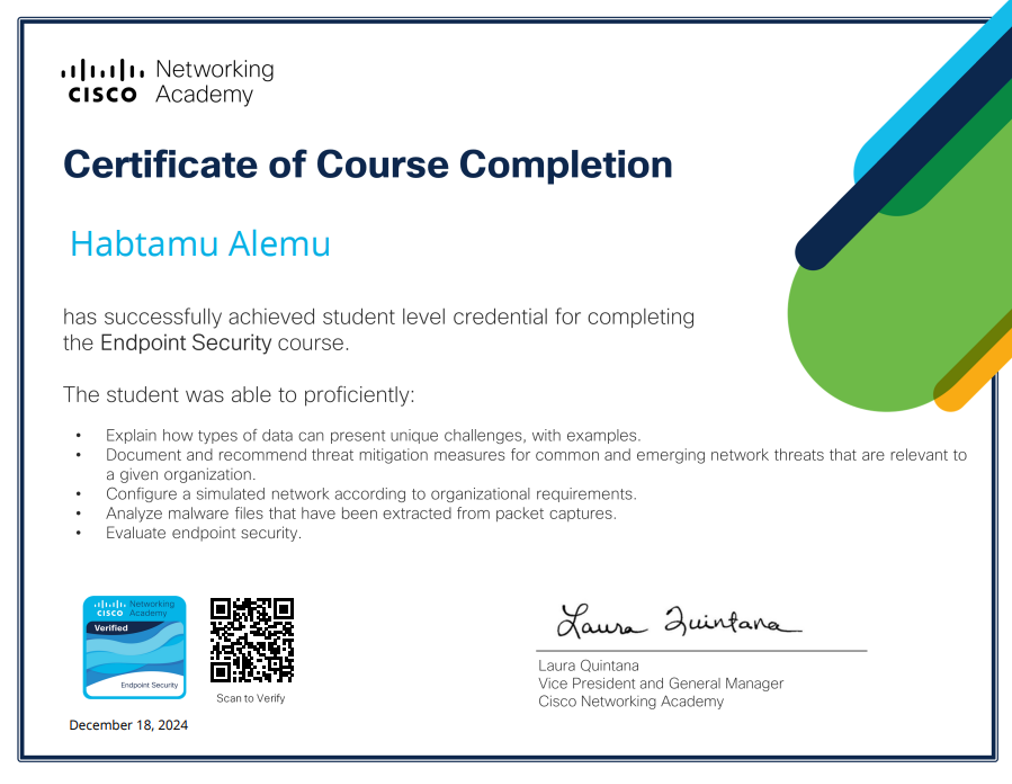 Networking
CISCO Academy
Certificate of Course Completion
Habtamu Alemu
has successfully achieved student level credential for completing
the Endpoint Security course.
The student was able to proficiently:
• Explain how types of data can present unique challenges, with examples.
• Document and recommend threat mitigation measures for common and emerging network threats that are relevant to
a given organization.
• Configure a simulated network according to organizational requirements.
• Analyze malware files that have been extracted from packet captures.
• Evaluate endpoint security.
Networking
CISCO Academy
Verified
Endpoint Security
Scan to Verify
December 18, 2024
Laura Quintana
Laura Quintana
Vice President and General Manager
Cisco Networking Academy